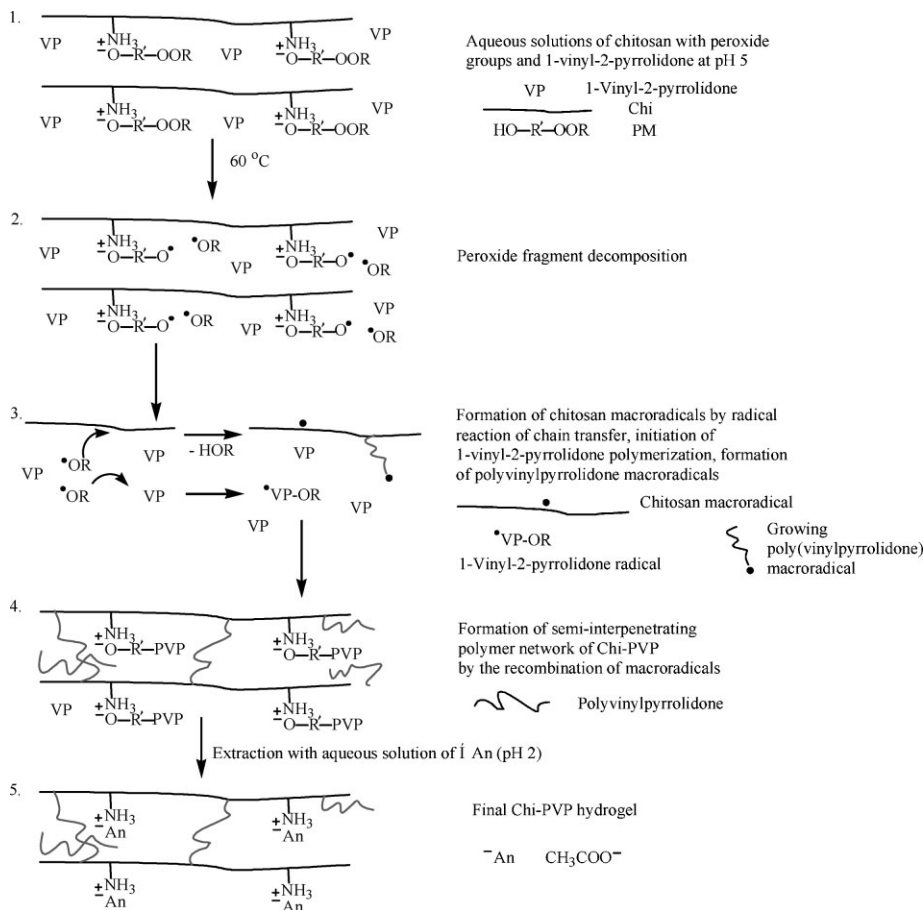 1.
VP
VP
VP
+NH3
−O—R′—OOR
+NH3
−O—R′—OOR
VP
VP
+NH3
−O—R′—OOR
+NH3
−O—R′—OOR
Aqueous solutions of chitosan with peroxide
groups and 1-vinyl-2-pyrrolidone at pH 5
VP 1-Vinyl-2-pyrrolidone
Chi
HO—R′—OOR PM
60 °C
2.
VP
VP
VP
+NH3
−O—R′—O•
•OR
+NH3
−O—R′—O•
•OR
VP
VP
VP
+NH3
−O—R′—O•
•OR
+NH3
−O—R′—O•
•OR
Peroxide fragment decomposition
3.
VP
•OR
VP
- HOR
VP
•OR
VP
•VP-OR
VP
VP
Formation of chitosan macroradicals by radical
reaction of chain transfer, initiation of
1-vinyl-2-pyrrolidone polymerization, formation
of polyvinylpyrrolidone macroradicals
Chitosan macroradical
•VP-OR
1-Vinyl-2-pyrrolidone radical
Growing
poly(vinylpyrrolidone)
macroradical
4.
+NH3
−O—R′—PVP
+NH3
−O—R′—PVP
VP
+NH3
−O—R′—PVP
+NH3
−O—R′—PVP
Formation of semi-interpenetrating
polymer network of Chi-PVP
by the recombination of macroradicals
Polyvinylpyrrolidone
Extraction with aqueous solution of Í An (pH 2)
5.
+NH3
−An
+NH3
−An
+NH3
−An
+NH3
−An
Final Chi-PVP hydrogel
−An CH3COO−